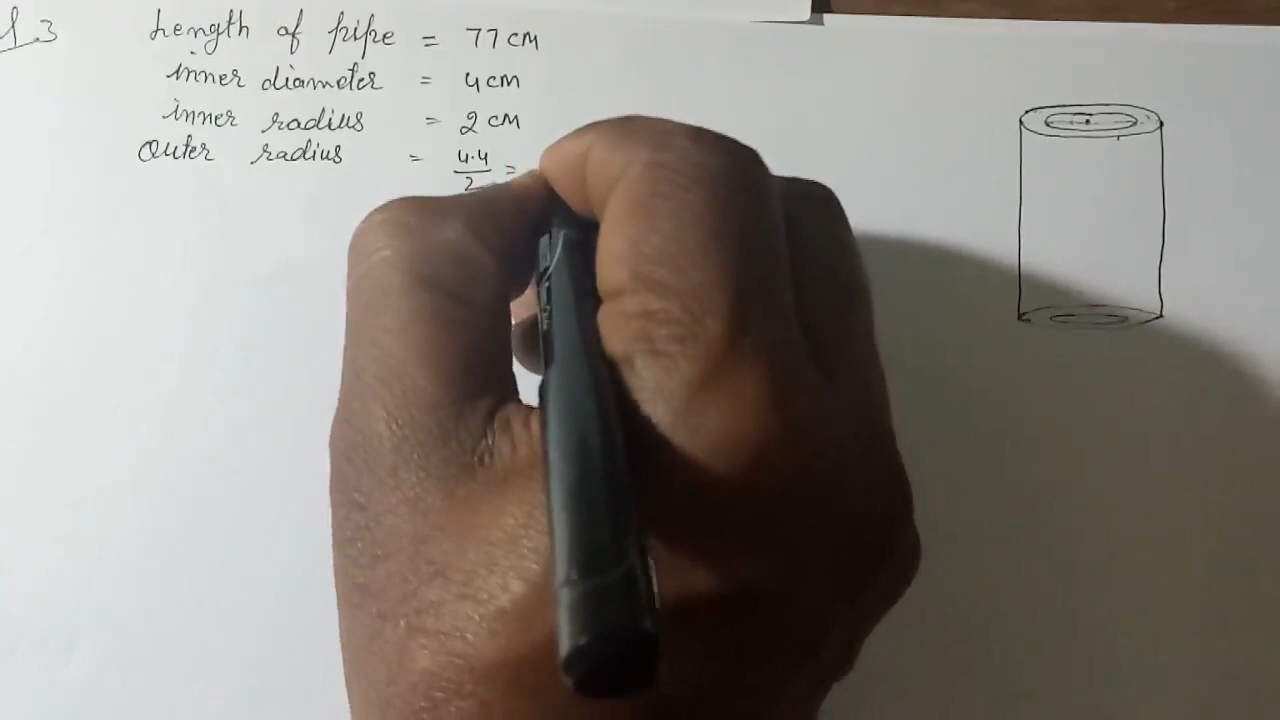 Q.3 Length of pipe = 77 cm
inner diameter = 4 cm
inner radius = 2 cm
Outer radius = 4.4/2 =